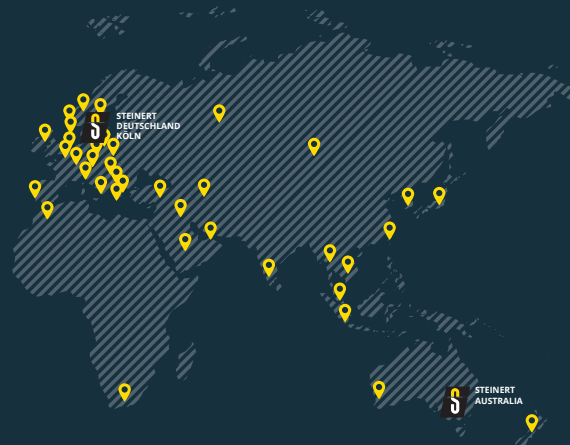 STEINERT
DEUTSCHLAND
KÖLN
STEINERT
AUSTRALIA